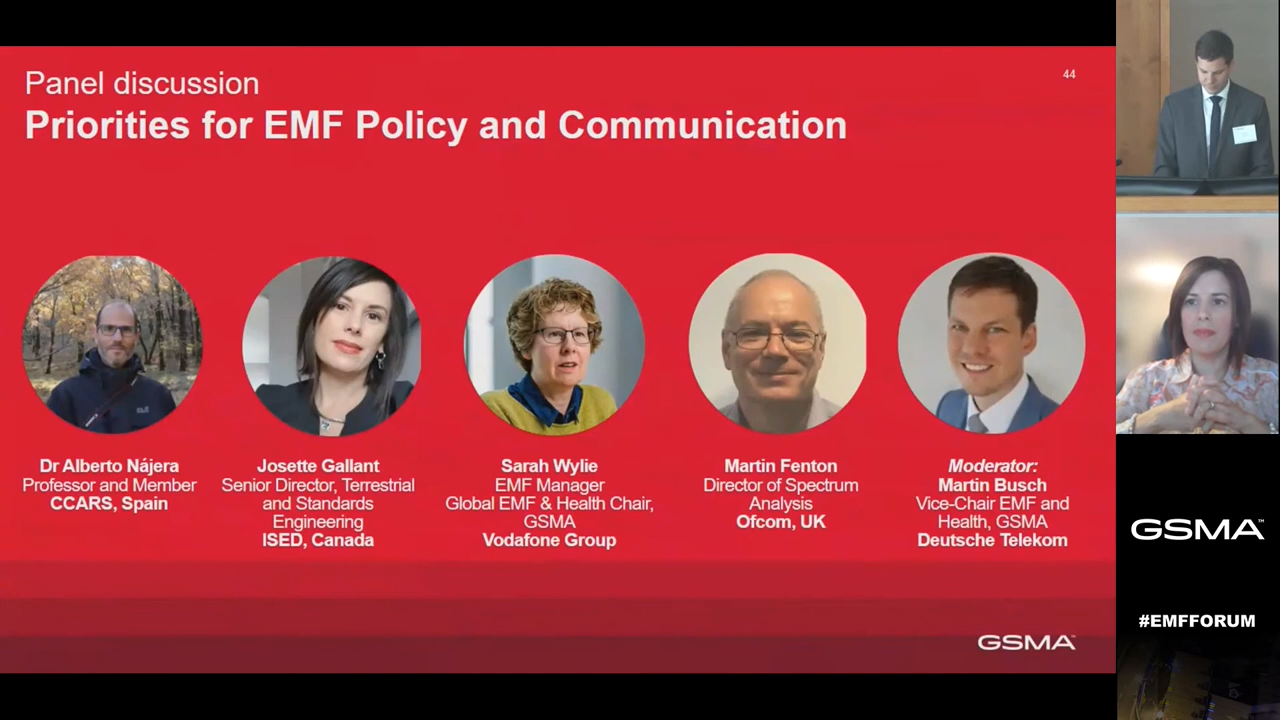 Panel discussion
44
Priorities for EMF Policy and Communication
Dr Alberto Nájera
Professor and Member
CCARS, Spain
Josette Gallant
Senior Director, Terrestrial
and Standards
Engineering
ISED, Canada
Sarah Wylie
EMF Manager
Global EMF & Health Chair,
GSMA
Vodafone Group
Martin Fenton
Director of Spectrum
Analysis
Ofcom, UK
Moderator:
Martin Busch
Vice-Chair EMF and
Health, GSMA
Deutsche Telekom
GSMA™
GSMA™
#EMFFORUM